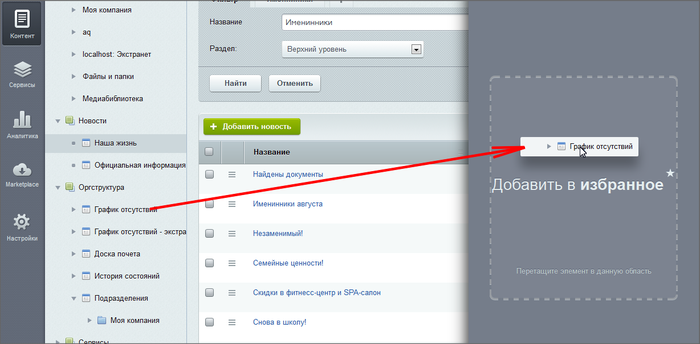 Контент
Сервисы
Аналитика
Marketplace
Настройки
Моя компания
aq
localhost: Экстранет
Файлы и папки
Медиабиблиотека
Новости
Наша жизнь
Официальная информация
Оргструктура
График отсутствий
График отсутствий - экстра
Доска почета
История состояний
Подразделения
Моя компания
Сервисы
Название
Именинники
Раздел:
Верхний уровень
Найти
Отменить
+ Добавить новость
Название
Найдены документы
Именинники августа
Незаменимый!
Семейные ценности!
Скидки в фитнесс-центр и SPA-салон
Снова в школу!
График отсутствий
Добавить в избранное
Перетащите элемент в данную область.